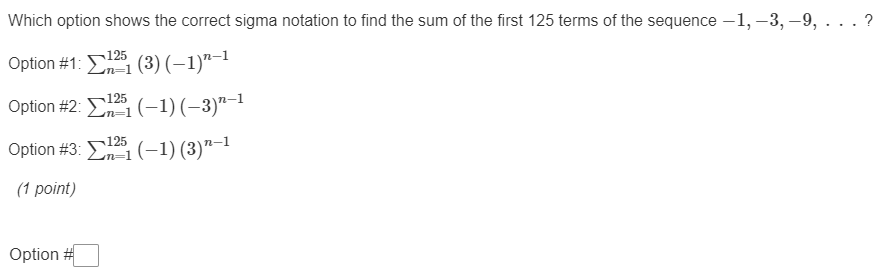 Which option shows the correct sigma notation to find the sum of the first 125 terms of the sequence −1, −3, −9, . . . ?
Option #1: ∑_{n=1}^{125} (3) (−1)^{n−1}
Option #2: ∑_{n=1}^{125} (−1) (−3)^{n−1}
Option #3: ∑_{n=1}^{125} (−1) (3)^{n−1}
(1 point)
Option #